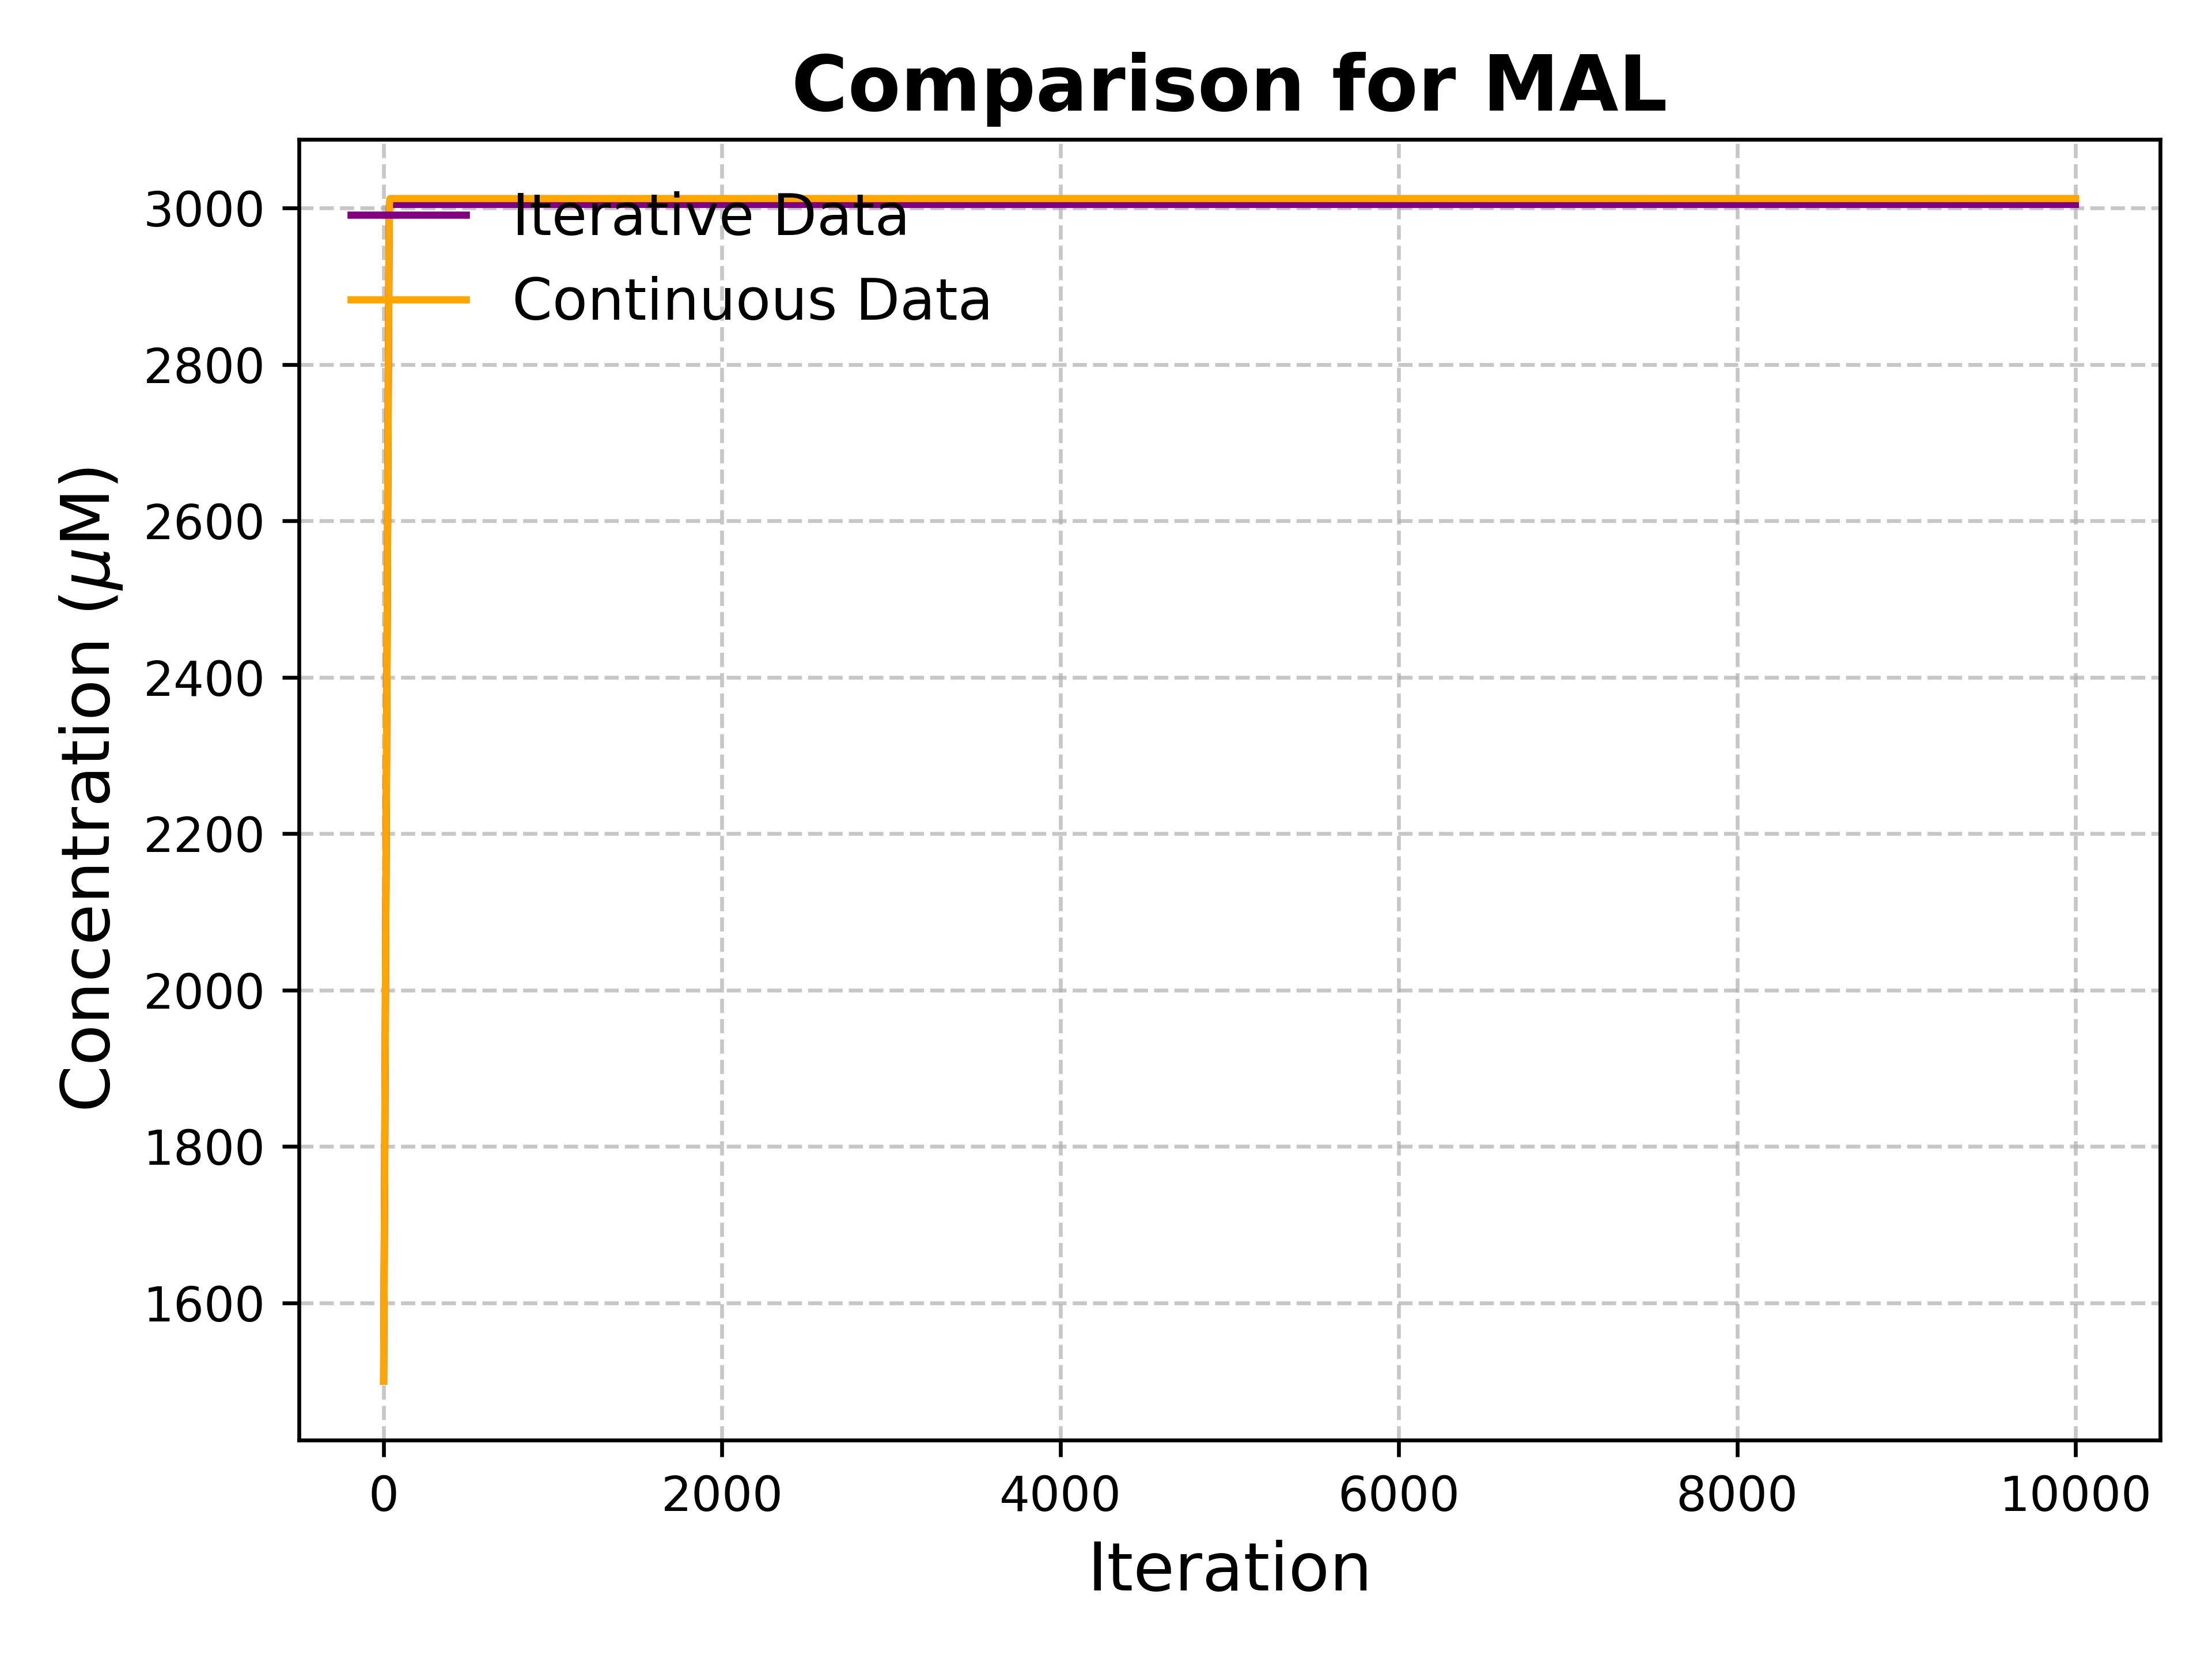 Comparison for MAL
Concentration (μM)
3000
2800
2600
2400
2200
2000
1800
1600
Iterative Data
Continuous Data
0 2000 4000 6000 8000 10000
Iteration